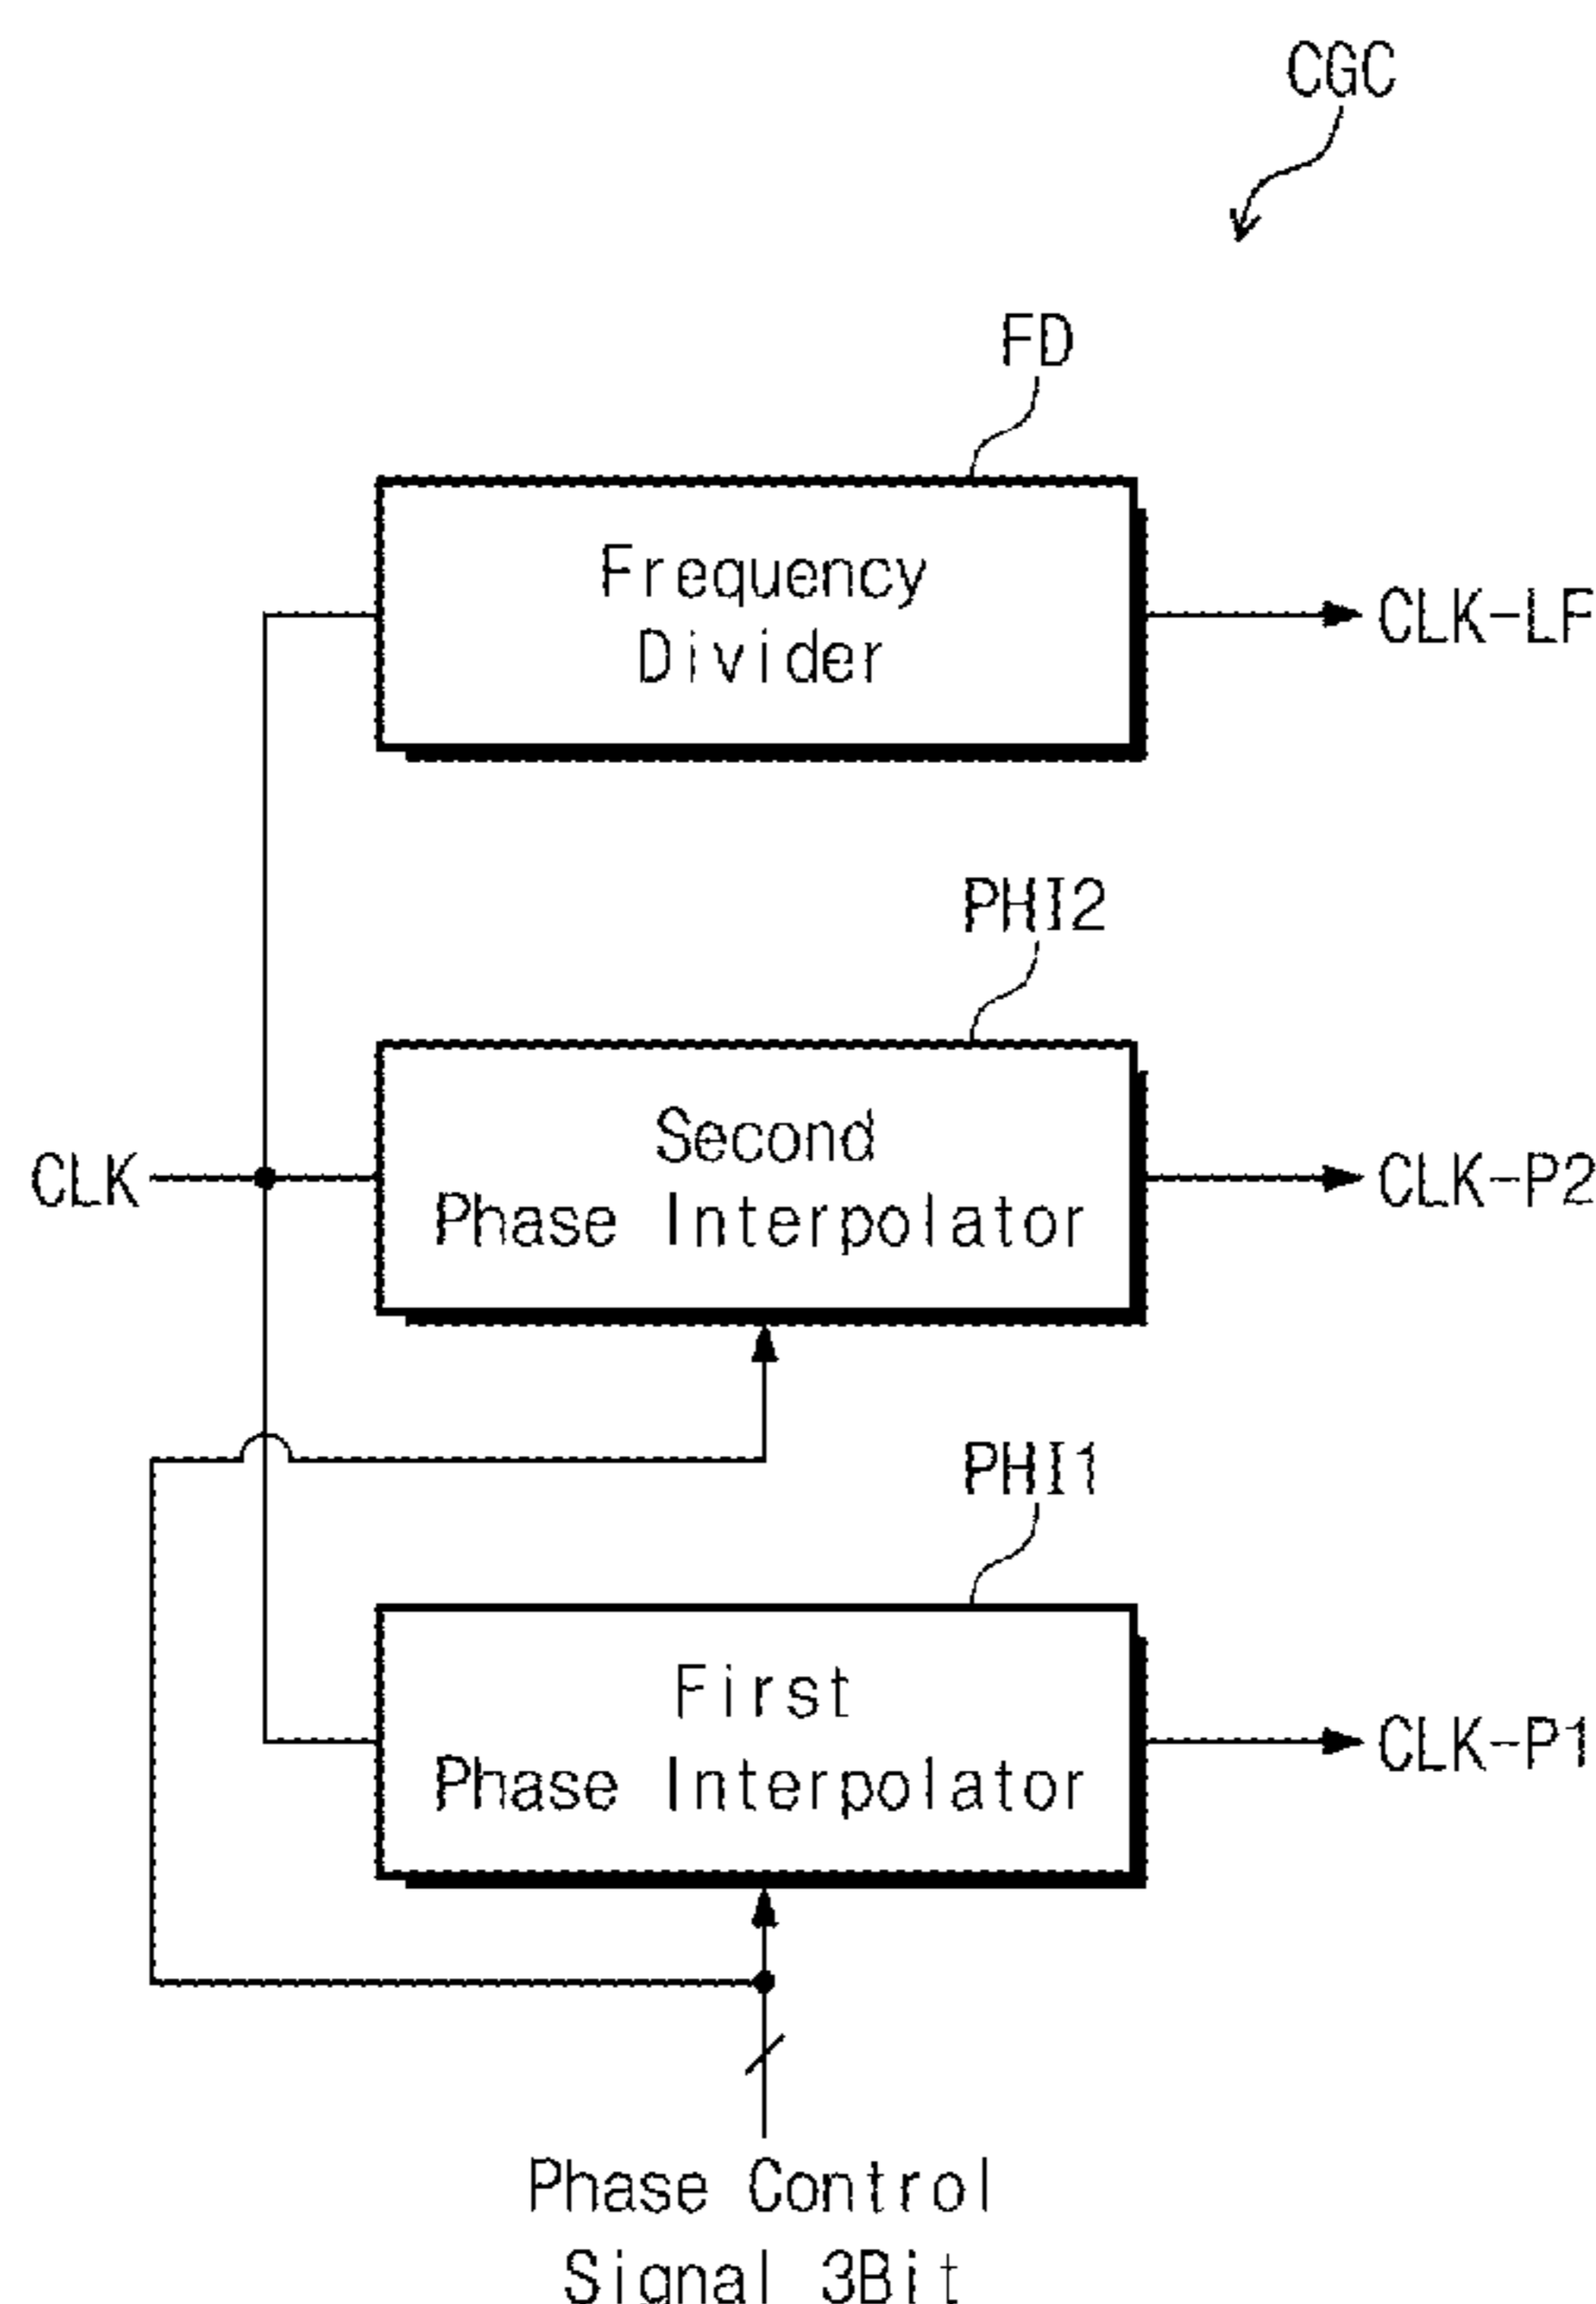 CGC
FD
Frequency
Divider
CLK-LF
PHI2
CLK
Second
Phase Interpolator
CLK-P2
PHI1
First
Phase Interpolator
CLK-P1
Phase Control
Signal 3Bit